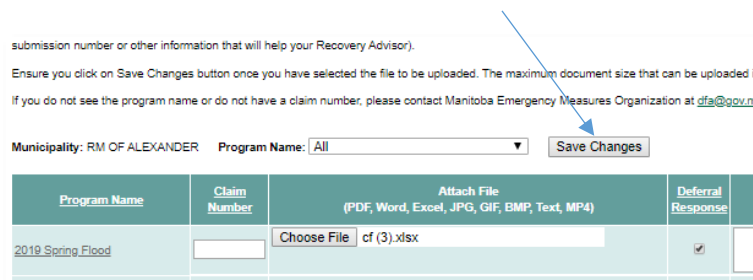 submission number or other information that will help your Recovery Advisor).
Ensure you click on Save Changes button once you have selected the file to be uploaded. The maximum document size that can be uploaded
If you do not see the program name or do not have a claim number, please contact Manitoba Emergency Measures Organization at dfa@gov.m
Municipality: RM OF ALEXANDER Program Name: All Save Changes
Program Name Claim Number Attach File (PDF, Word, Excel, JPG, GIF, BMP, Text, MP4) Deferral Response
2019 Spring Flood Choose File cf (3).xlsx